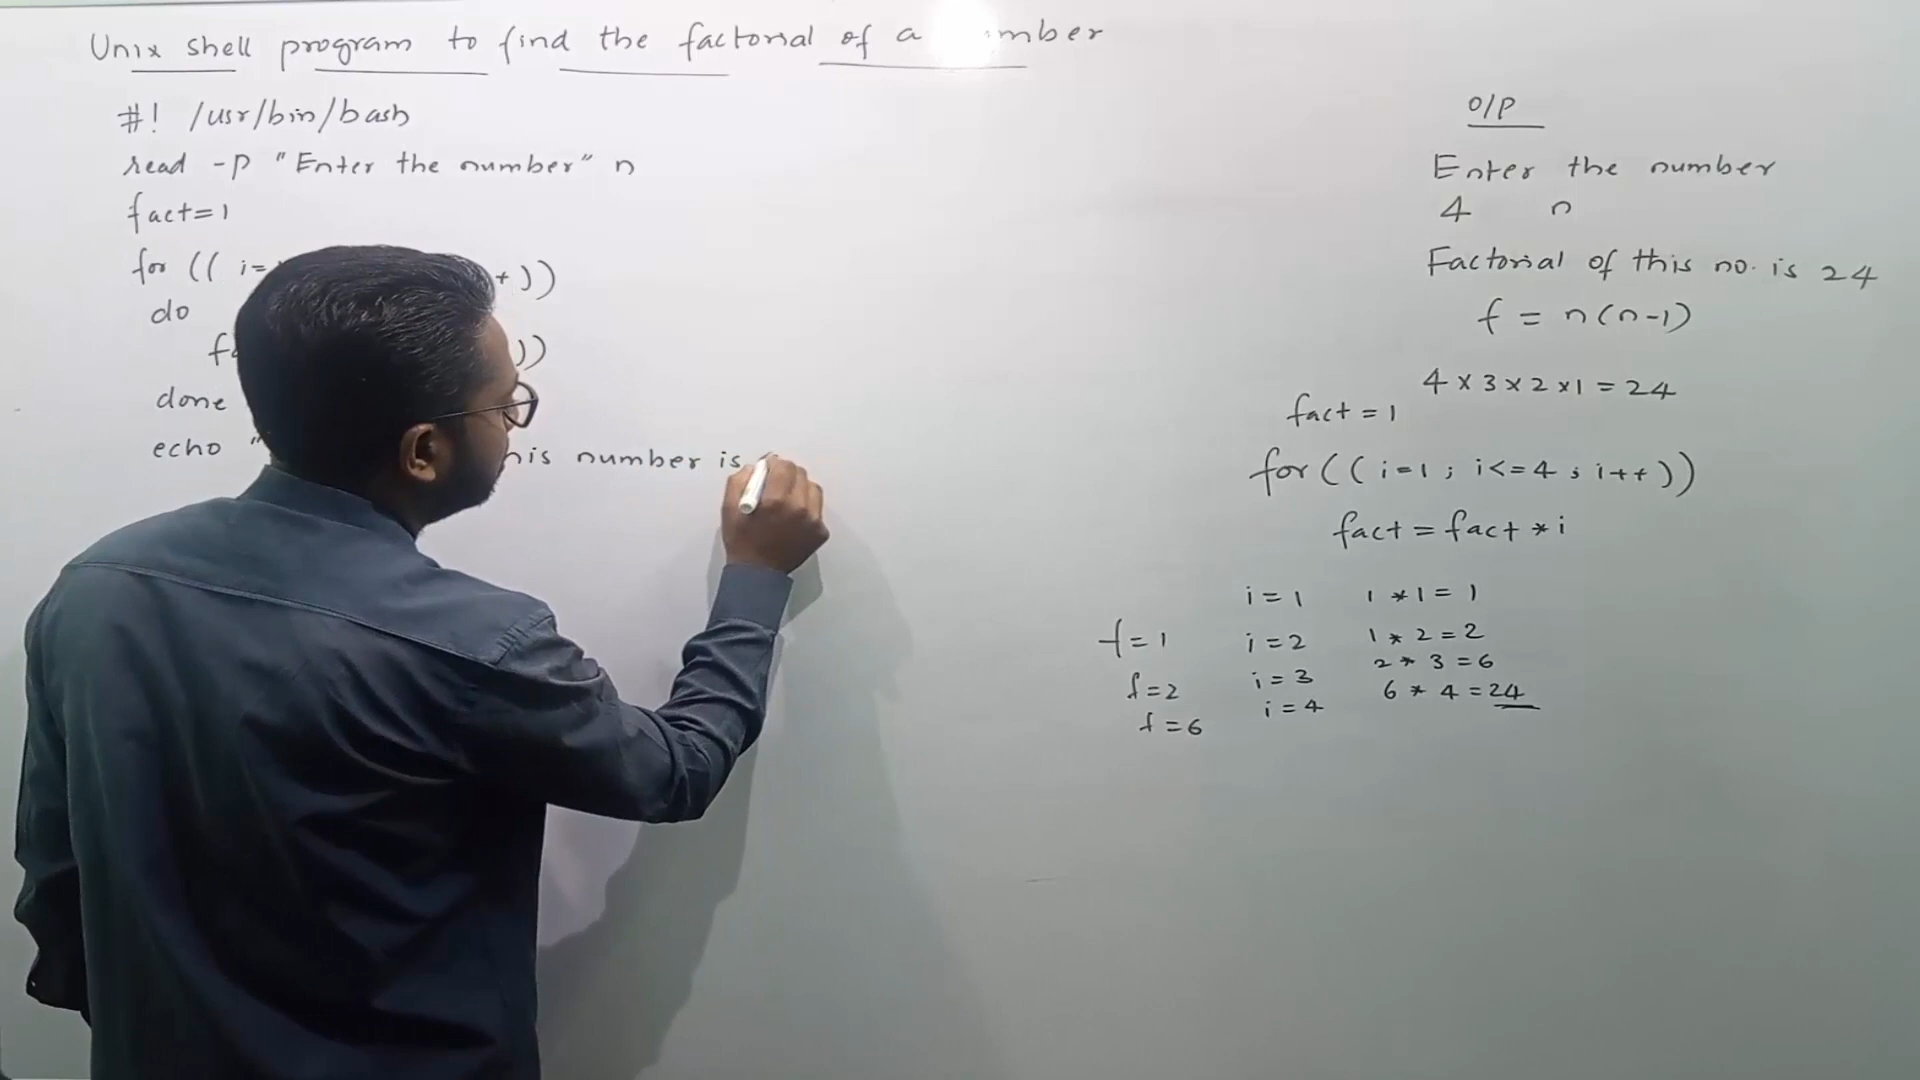 Unix shell program to find the factorial of a
#! /usr/bin/bash
read -p "Enter the number" n
fact=1
for (( i= + ))
do
))
done
echo " number is
O/P
Enter the number
4 n
Factorial of this no. is 24
f = n(n-1)
4 x 3 x 2 x 1 = 24
fact = 1
for (( i=1 ; i<=4 ; i++ ))
fact = fact * i
i = 1 1 * 1 = 1
f = 1 i = 2 1 * 2 = 2
f = 2 i = 3 2 * 3 = 6
f = 6 i = 4 6 * 4 = 24